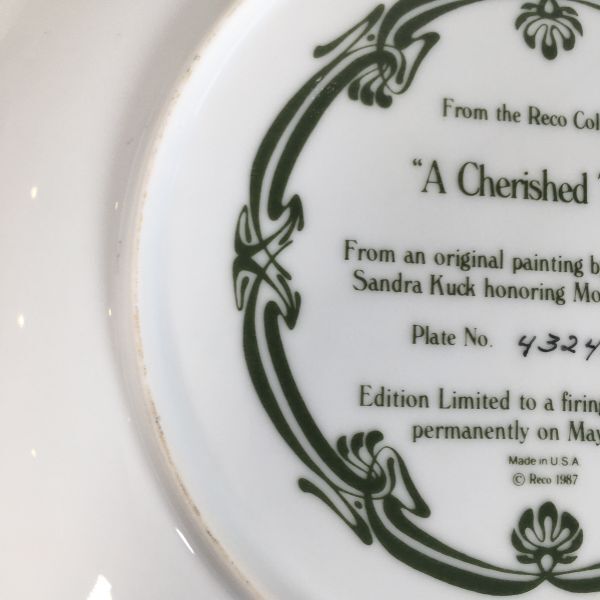 From the Reco Col
"A Cherished
From an original painting b
Sandra Kuck honoring Mo
Plate No. 4324
Edition Limited to a firing
permanently on May
Made in U.S.A.
© Reco 1987